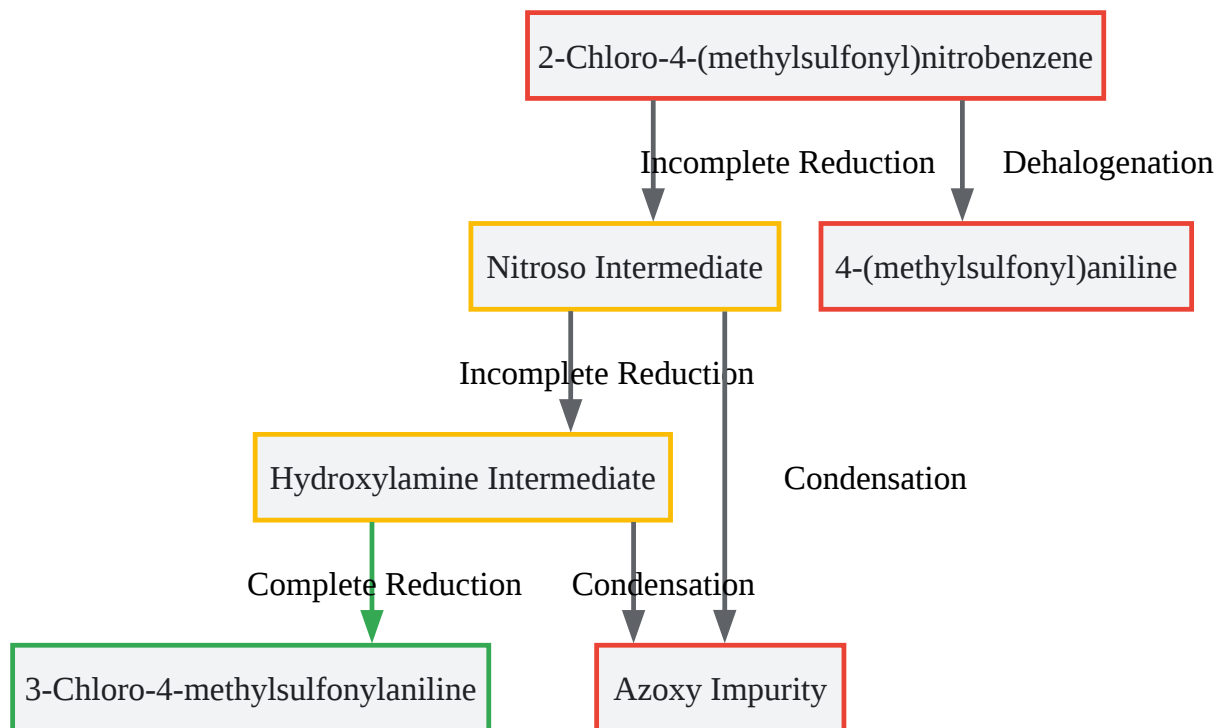 2-Chloro-4-(methylsulfonyl)nitrobenzene
Incomplete Reduction
Dehalogenation
Nitroso Intermediate
4-(methylsulfonyl)aniline
Incomplete Reduction
Hydroxylamine Intermediate
Condensation
Complete Reduction
Condensation
3-Chloro-4-methylsulfonylaniline
Azoxy Impurity